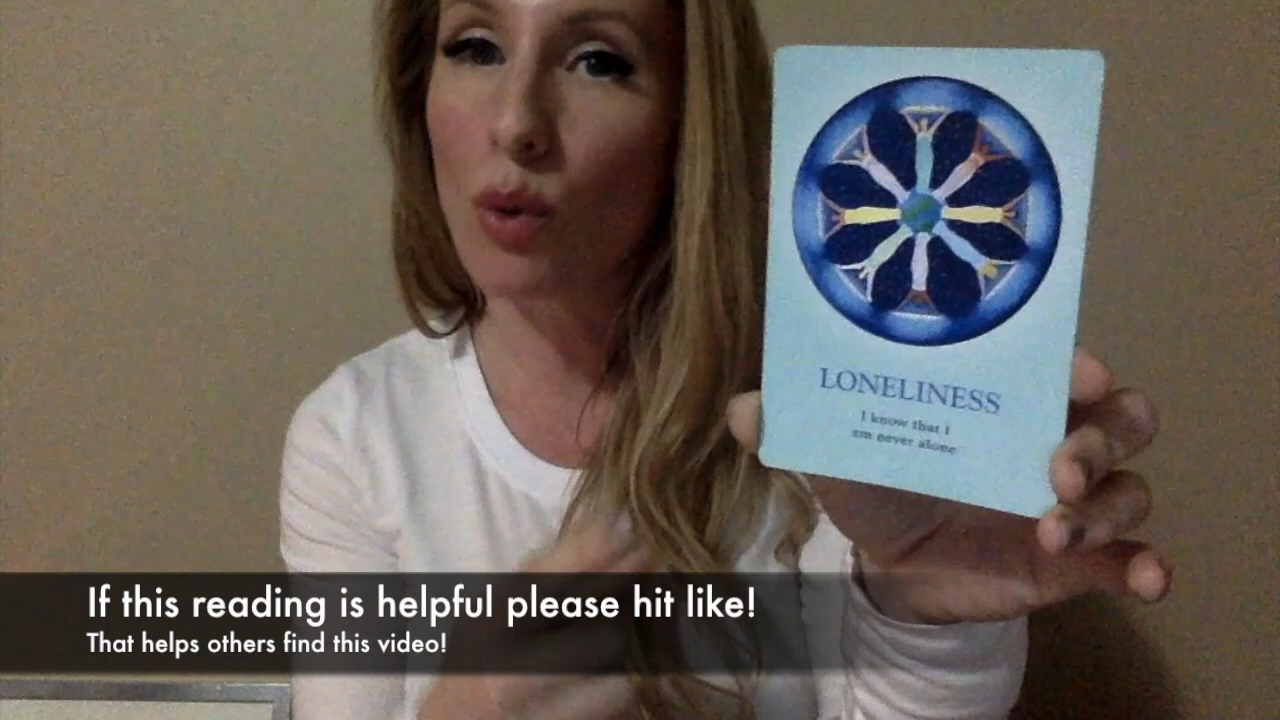 LONELINESS
I know that I
am never alone
If this reading is helpful please hit like!
That helps others find this video!